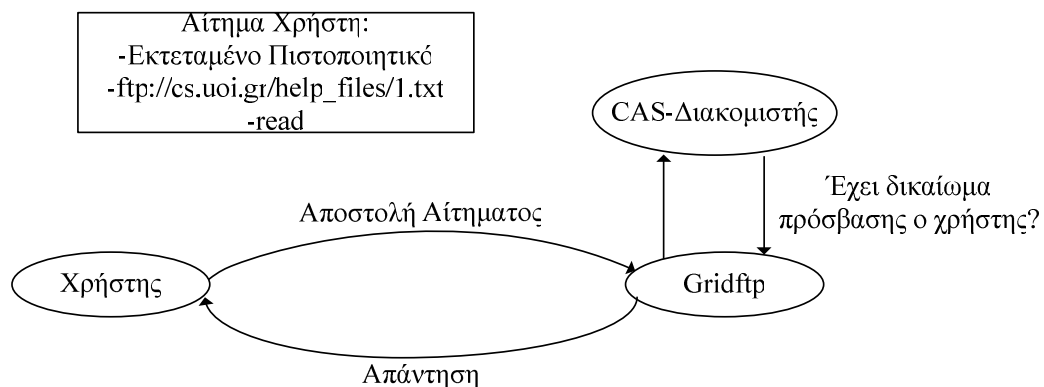 Αίτημα Χρήστη:
-Εκτεταμένο Πιστοποιητικό
-ftp://cs.uoi.gr/help_files/1.txt
-read
CAS-Διακομιστής
Έχει δικαίωμα
πρόσβασης ο χρήστης?
Αποστολή Αίτηματος
Χρήστης
Gridftp
Απάντηση